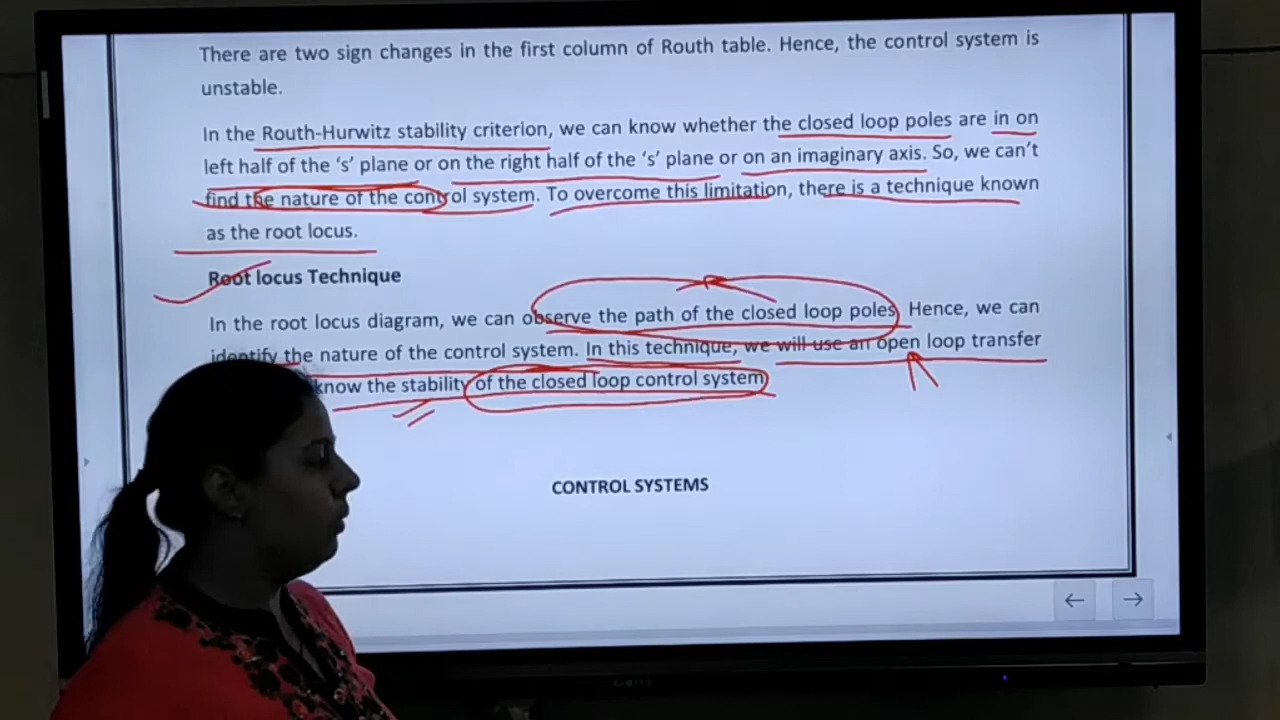 There are two sign changes in the first column of Routh table. Hence, the control system is
unstable.
In the Routh-Hurwitz stability criterion, we can know whether the closed loop poles are in on
left half of the ‘s’ plane or on the right half of the ‘s’ plane or on an imaginary axis. So, we can’t
find the nature of the control system. To overcome this limitation, there is a technique known
as the root locus.
Root locus Technique
In the root locus diagram, we can observe the path of the closed loop poles. Hence, we can
identify the nature of the control system. In this technique, we will use an open loop transfer
know the stability of the closed loop control system
CONTROL SYSTEMS